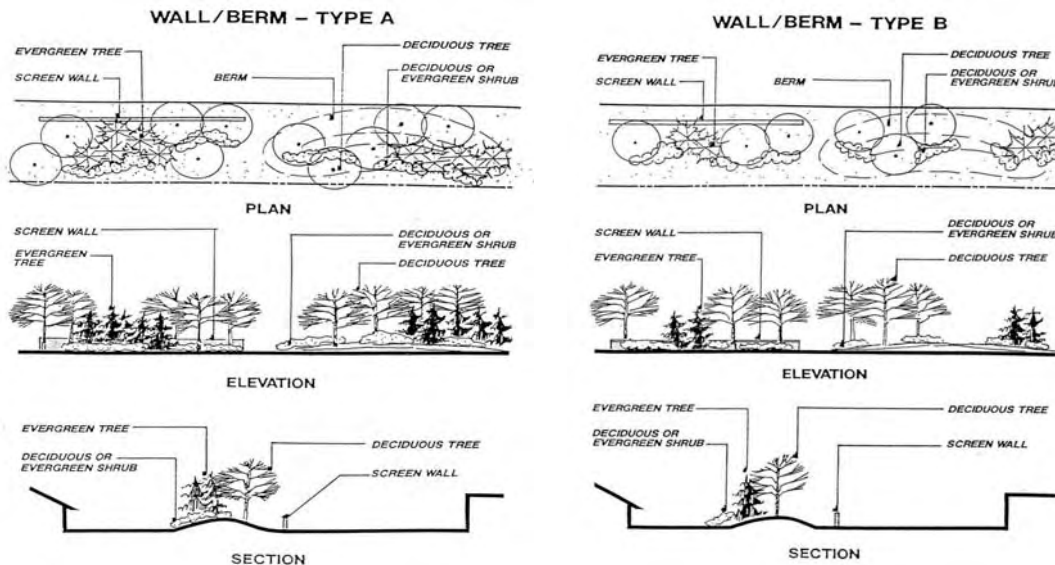 WALL/BERM – TYPE A
EVERGREEN TREE
SCREEN WALL
BERM
DECIDUOUS TREE
DECIDUOUS OR
EVERGREEN SHRUB
PLAN
SCREEN WALL
EVERGREEN
TREE
DECIDUOUS OR
EVERGREEN SHRUB
DECIDUOUS TREE
ELEVATION
EVERGREEN TREE
DECIDUOUS OR
EVERGREEN SHRUB
DECIDUOUS TREE
SCREEN WALL
SECTION
WALL/BERM – TYPE B
EVERGREEN TREE
SCREEN WALL
BERM
DECIDUOUS TREE
DECIDUOUS OR
EVERGREEN SHRUB
PLAN
SCREEN WALL
EVERGREEN TREE
DECIDUOUS OR
EVERGREEN SHRUB
DECIDUOUS TREE
ELEVATION
EVERGREEN TREE
DECIDUOUS OR
EVERGREEN SHRUB
DECIDUOUS TREE
SCREEN WALL
SECTION